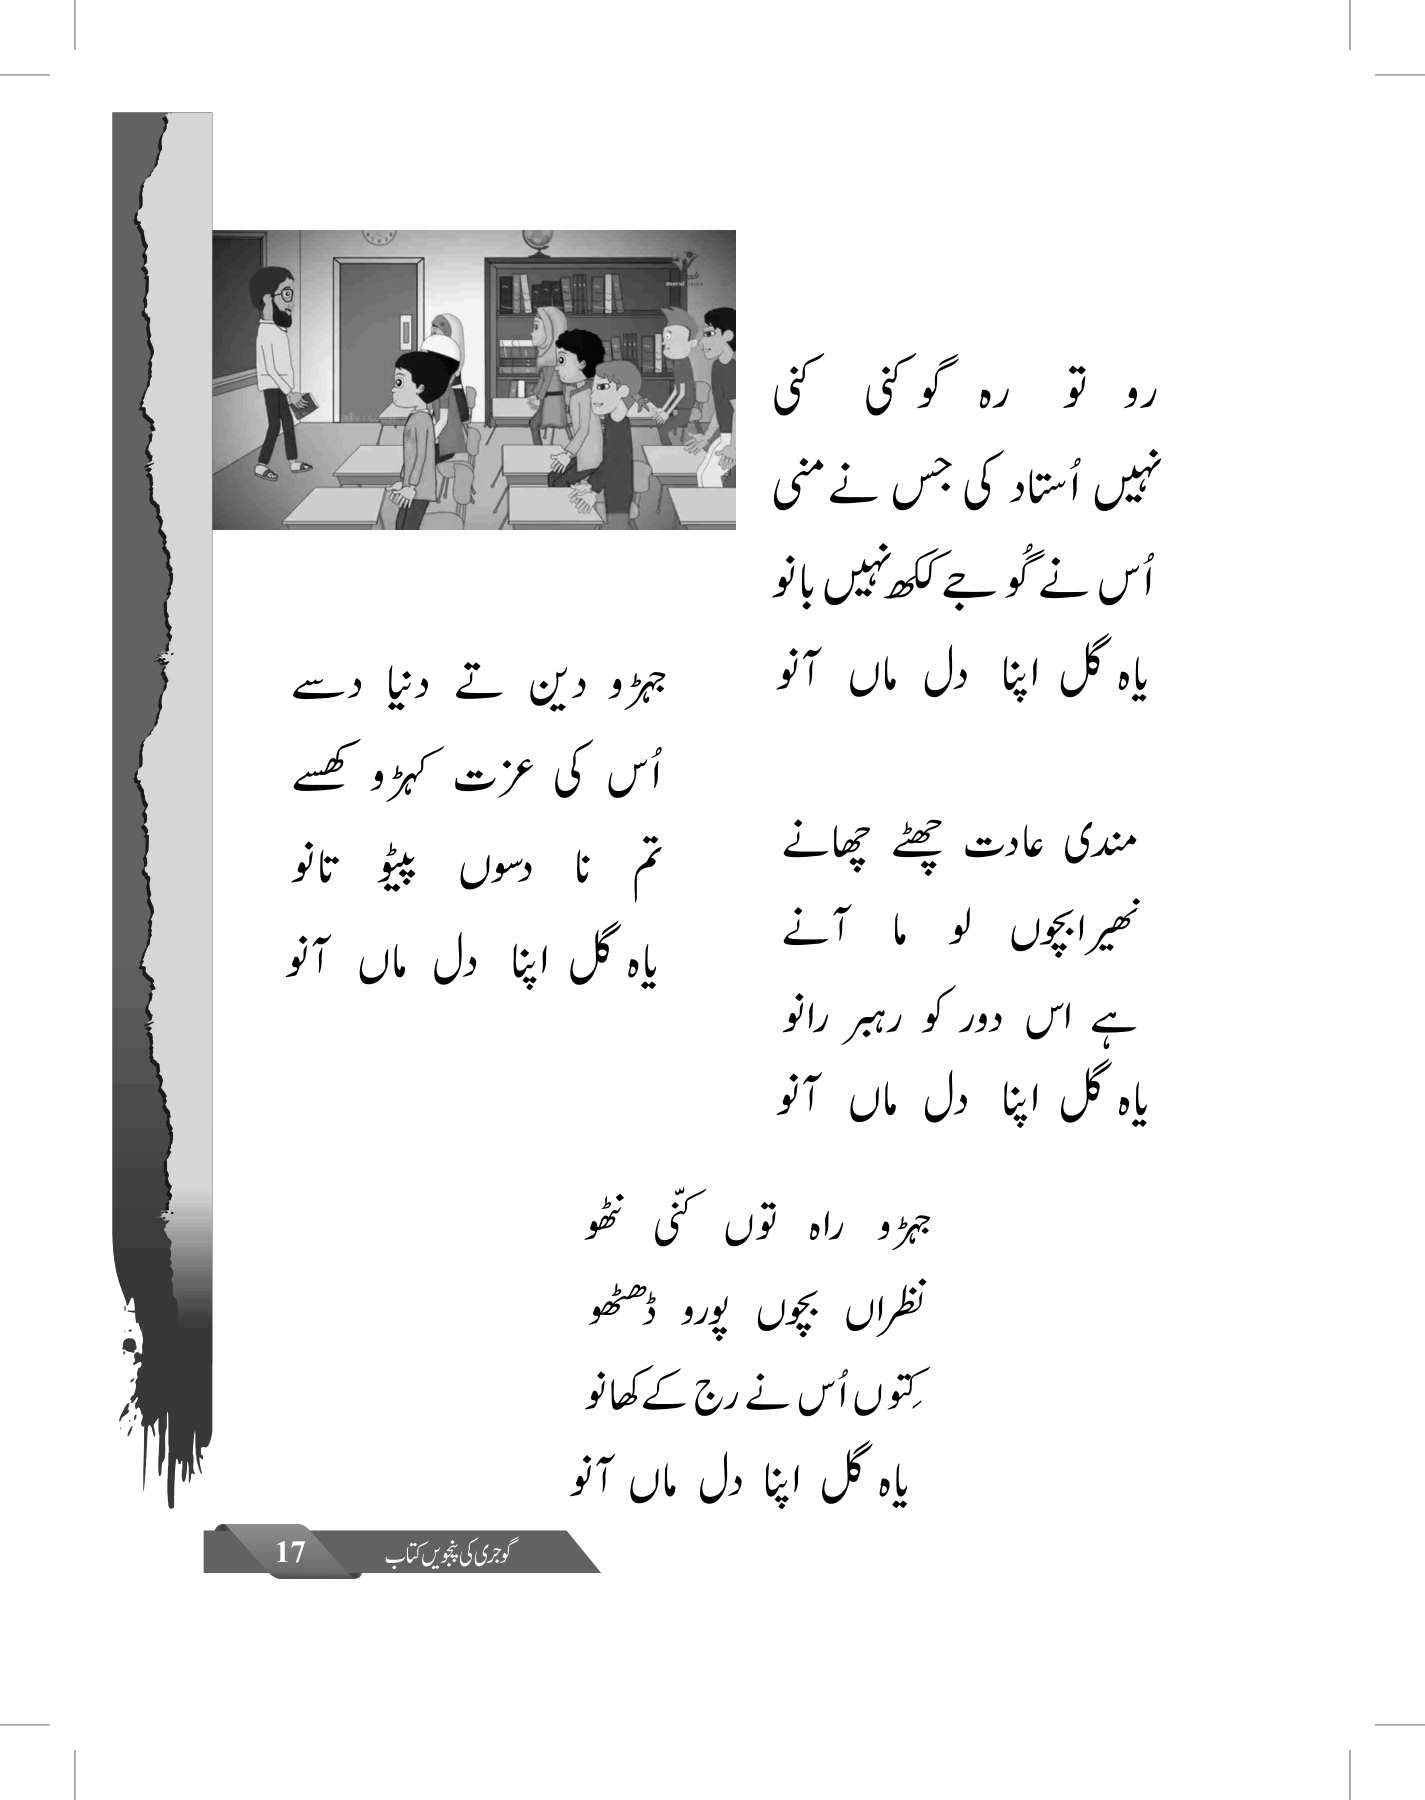 رو تو رہ گو کنی کنی
نہیں اُستاد کی جس نے منی
اُس نے گُو جے ککھ نہیں بانو
یاہ گل اپنا دل ماں آنو
مندی عادت چھٹے چھانے
نھیرا بچوں لو ما آنے
ہے اس دور کو رہبر رانو
یاہ گل اپنا دل ماں آنو
جہڑو دین تے دنیا دسے
اُس کی عزت کہڑو کھسے
تم نا دسوں پیٹو تانو
یاہ گل اپنا دل ماں آنو
جہڑو راہ توں کنّی نٹھو
نظراں بچوں پورو ڈھٹھو
کِتوں اُس نے رج کے کھانو
یاہ گل اپنا دل ماں آنو
گوجری کی پنجویں کتاب
17